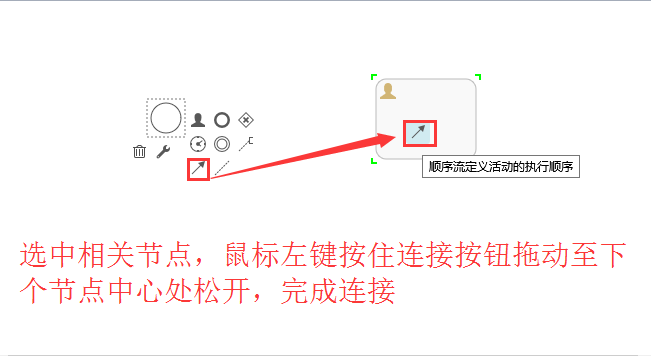 顺序流定义活动的执行顺序
选中相关节点，鼠标左键按住连接按钮拖动至下
个节点中心处松开，完成连接